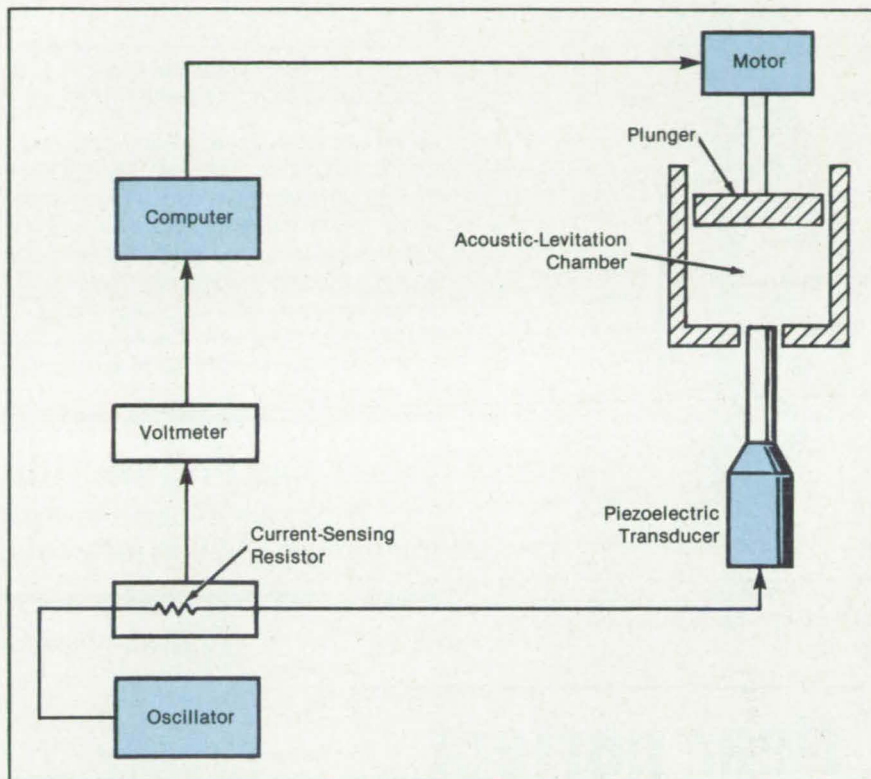 Motor
Plunger
Computer
Acoustic-Levitation
Chamber
Voltmeter
Piezoelectric
Transducer
Current-Sensing
Resistor
Oscillator